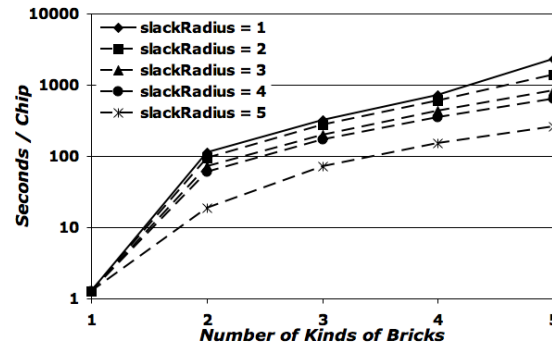 10000
slackRadius = 1
slackRadius = 2
1000
slackRadius = 3
slackRadius = 4
slackRadius = 5
100
10
1
Seconds / Chip
1 2 3 4 5
Number of Kinds of Bricks